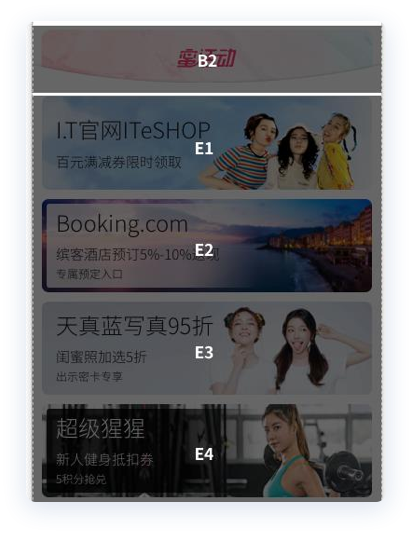 蜜活动
B2
I.T官网ITeSHOP
百元满减券限时领取
E1
Booking.com
缤客酒店预订5%-10%返现
E2
专属预定入口
天真蓝写真95折
闺蜜照加选5折
E3
出示密卡专享
超级猩猩
新人健身抵扣券
E4
5积分抢兑